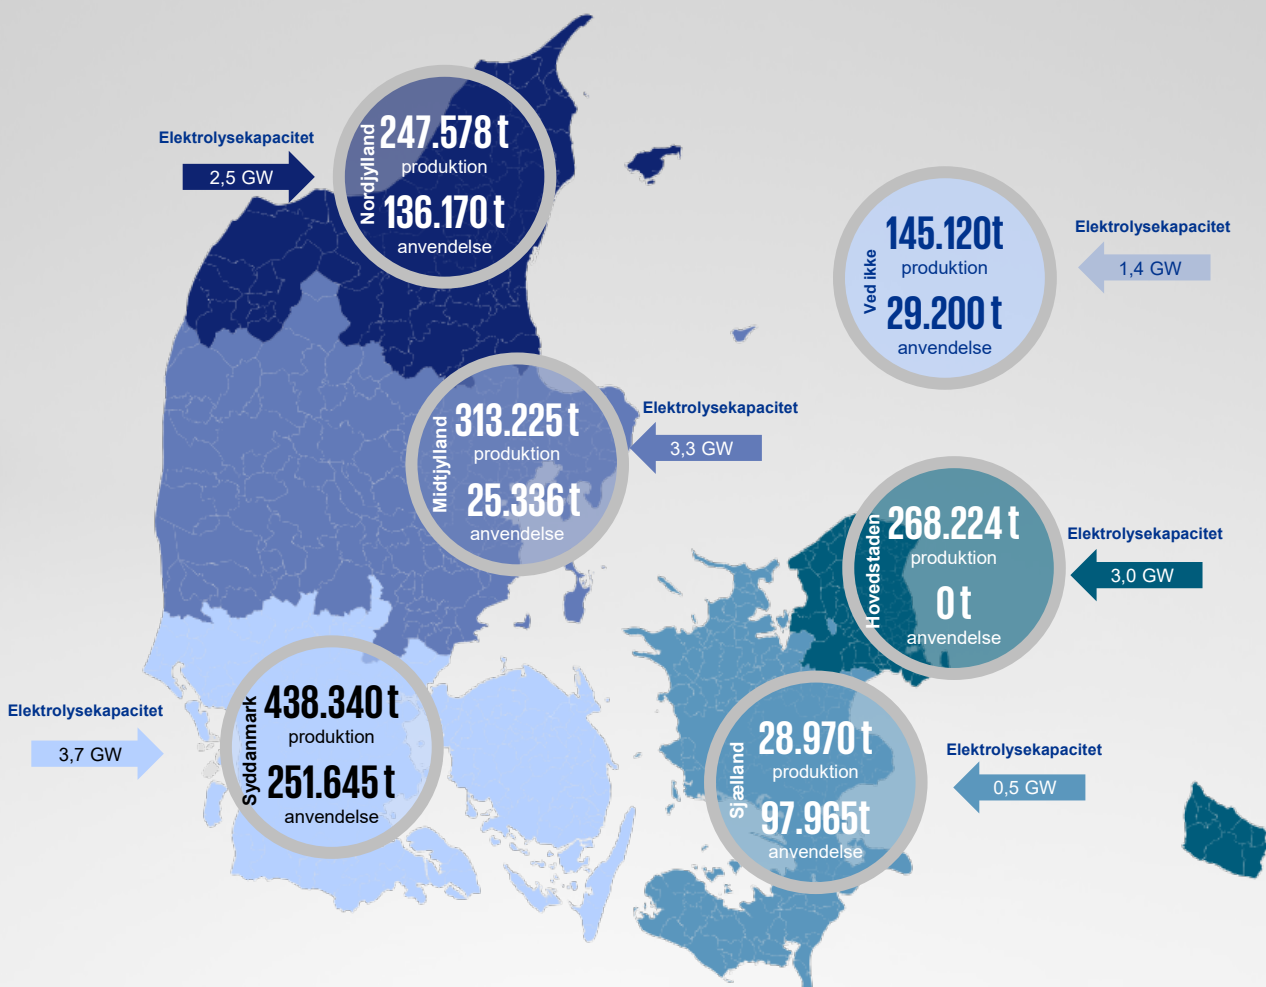 Elektrolysekapacitet
2,5 GW
Nordjylland
247.578 t
produktion
136.170 t
anvendelse
Ved ikke
145.120t
produktion
29.200 t
anvendelse
Elektrolysekapacitet
1,4 GW
Midtjylland
313.225 t
produktion
25.336 t
anvendelse
Elektrolysekapacitet
3,3 GW
Hovedstaden
268.224 t
produktion
0 t
anvendelse
Elektrolysekapacitet
3,0 GW
Elektrolysekapacitet
3,7 GW
Syddanmark
438.340 t
produktion
251.645 t
anvendelse
Sjælland
28.970 t
produktion
97.965t
anvendelse
Elektrolysekapacitet
0,5 GW